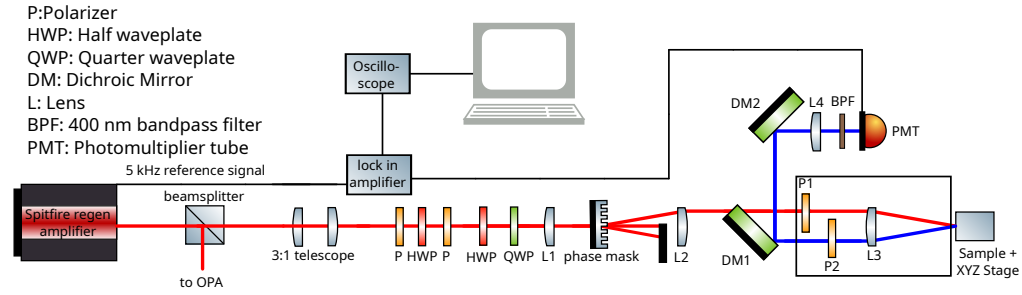 P:Polarizer
HWP: Half waveplate
QWP: Quarter waveplate
DM: Dichroic Mirror
L: Lens
BPF: 400 nm bandpass filter
PMT: Photomultiplier tube
Oscillo-
scope
DM2
L4
BPF
PMT
5 kHz reference signal
lock in
amplifier
beamsplitter
P1
Spitfire regen
amplifier
3:1 telescope
P
HWP
P
HWP
QWP
L1
phase mask
L2
DM1
P2
L3
Sample +
XYZ Stage
to OPA